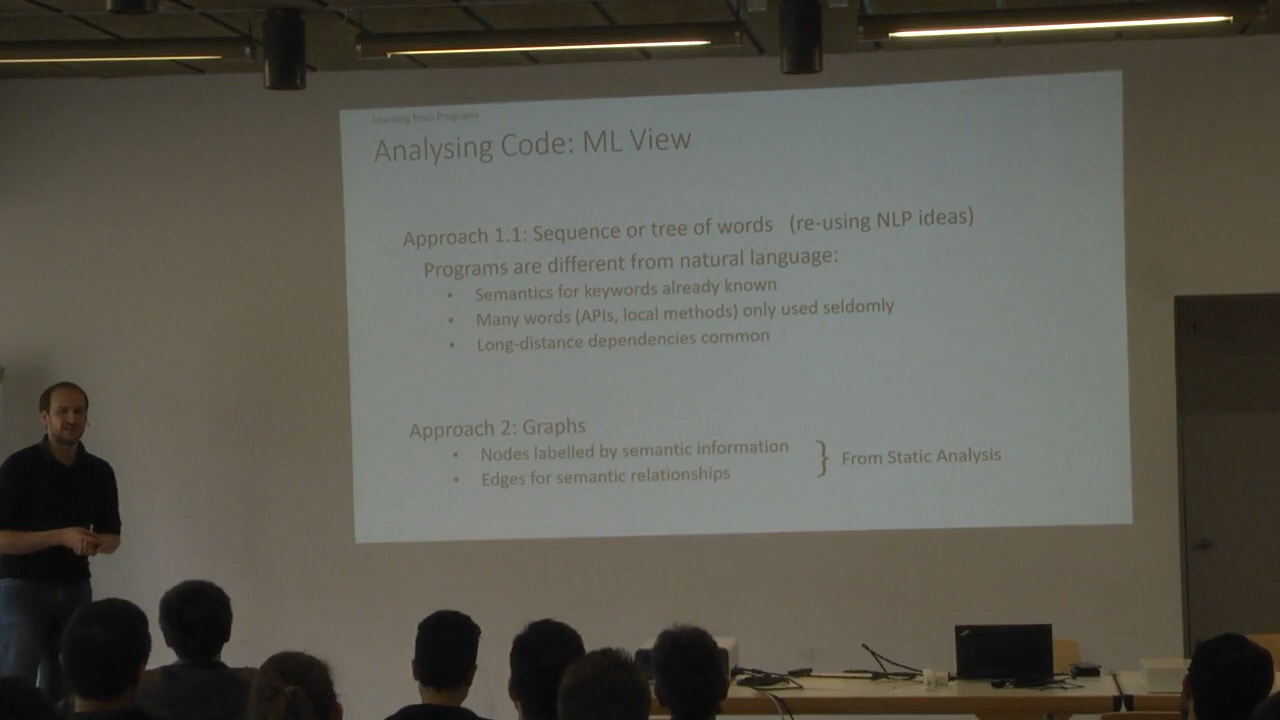 Learning from Programs
Analysing Code: ML View
Approach 1.1: Sequence or tree of words (re-using NLP ideas)
Programs are different from natural language:
• Semantics for keywords already known
• Many words (APIs, local methods) only used seldomly
• Long-distance dependencies common
Approach 2: Graphs
• Nodes labelled by semantic information
• Edges for semantic relationships
} From Static Analysis